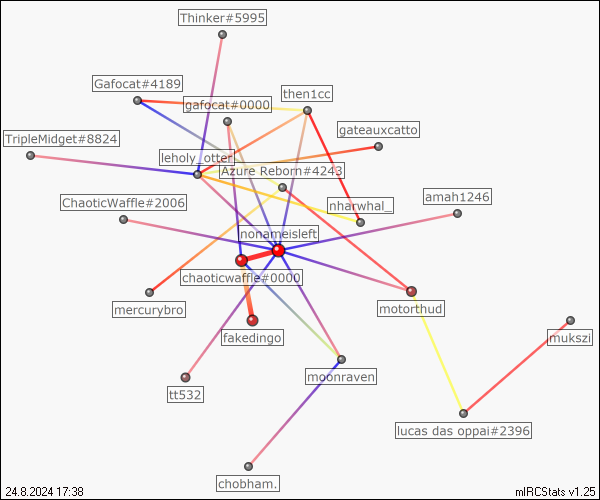 Thinker#5995
Gafocat#4189
then1cc
gafocat#0000
gateauxcatto
TripleMidget#8824
leholy_otter
Azure Reborn#4243
ChaoticWaffle#2006
amah1246
nharwhal_
nonameisleft
chaoticwaffle#0000
mercurybro
motorthud
fakedingo
mukszi
moonraven
tt532
lucas das oppai#2396
chobham.
24.8.2024 17:38
mIRCStats v1.25